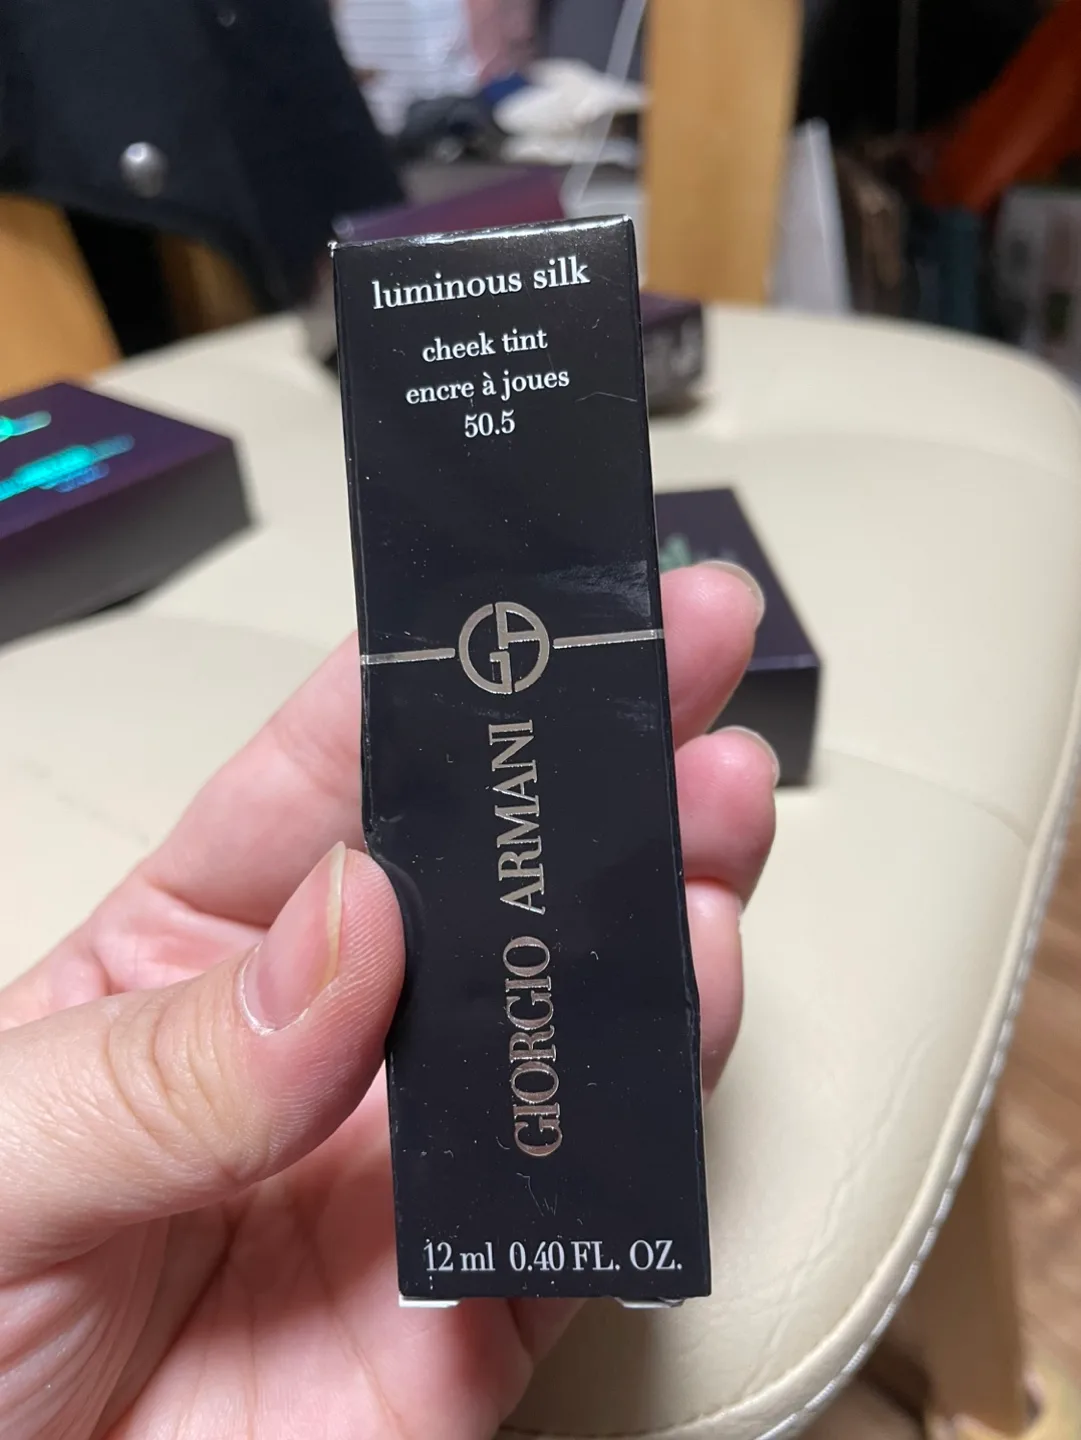 luminous silk
cheek tint
encre à joues
50.5
GIORGIO ARMANI
12 ml 0.40 FL. OZ.